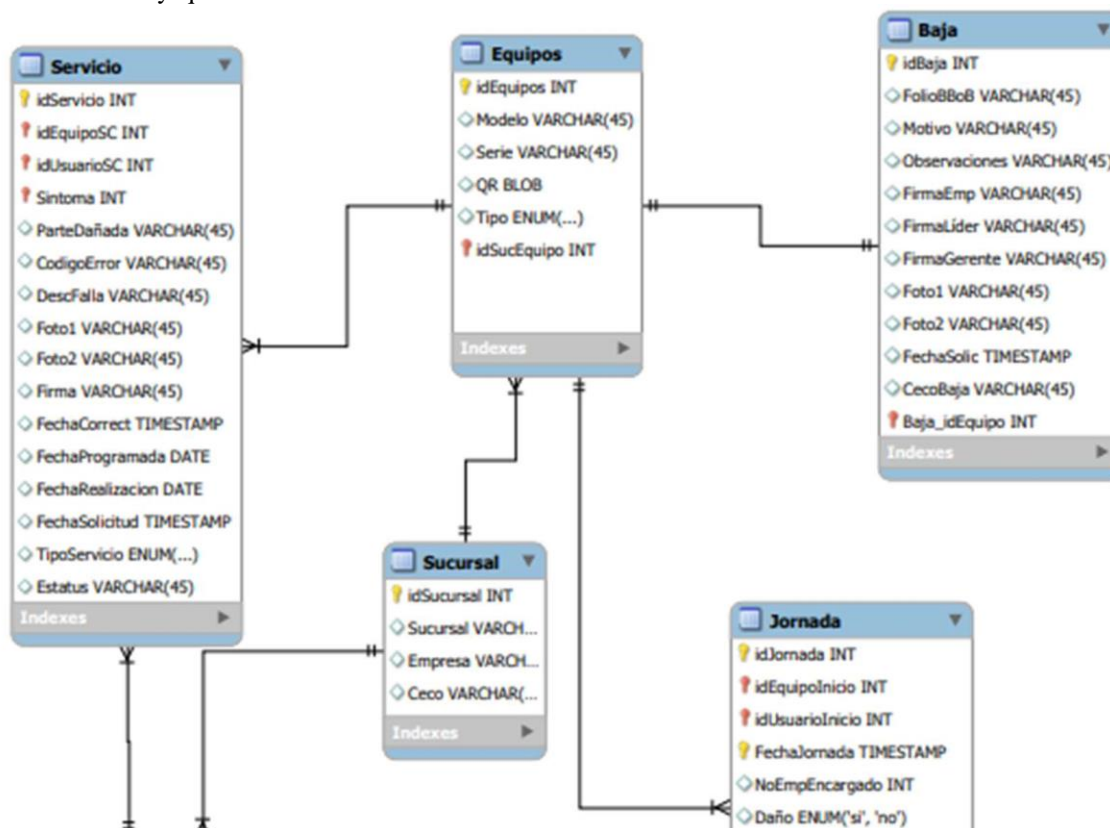 Servicio
idServicio INT
idEquipoSC INT
idUsuarioSC INT
Sintoma INT
ParteDañada VARCHAR(45)
CodigoError VARCHAR(45)
DescFalla VARCHAR(45)
Foto1 VARCHAR(45)
Foto2 VARCHAR(45)
Firma VARCHAR(45)
FechaCorrect TIMESTAMP
FechaProgramada DATE
FechaRealizacion DATE
FechaSolicitud TIMESTAMP
TipoServicio ENUM(...)
Estatus VARCHAR(45)
Indexes
Equipos
idEquipos INT
Modelo VARCHAR(45)
Serie VARCHAR(45)
QR BLOB
Tipo ENUM(...)
idSucEquipo INT
Indexes
Baja
idBaja INT
FolioBBoB VARCHAR(45)
Motivo VARCHAR(45)
Observaciones VARCHAR(45)
FirmaEmp VARCHAR(45)
FirmaLíder VARCHAR(45)
FirmaGerente VARCHAR(45)
Foto1 VARCHAR(45)
Foto2 VARCHAR(45)
FechaSolic TIMESTAMP
CecoBaja VARCHAR(45)
Baja_idEquipo INT
Indexes
Sucursal
idSucursal INT
Sucursal VARCH...
Empresa VARCH...
Ceco VARCHAR(...
Indexes
Jornada
idJornada INT
idEquipoInicio INT
idUsuarioInicio INT
FechaJornada TIMESTAMP
NoEmpEncargado INT
Daño ENUM('si', 'no')